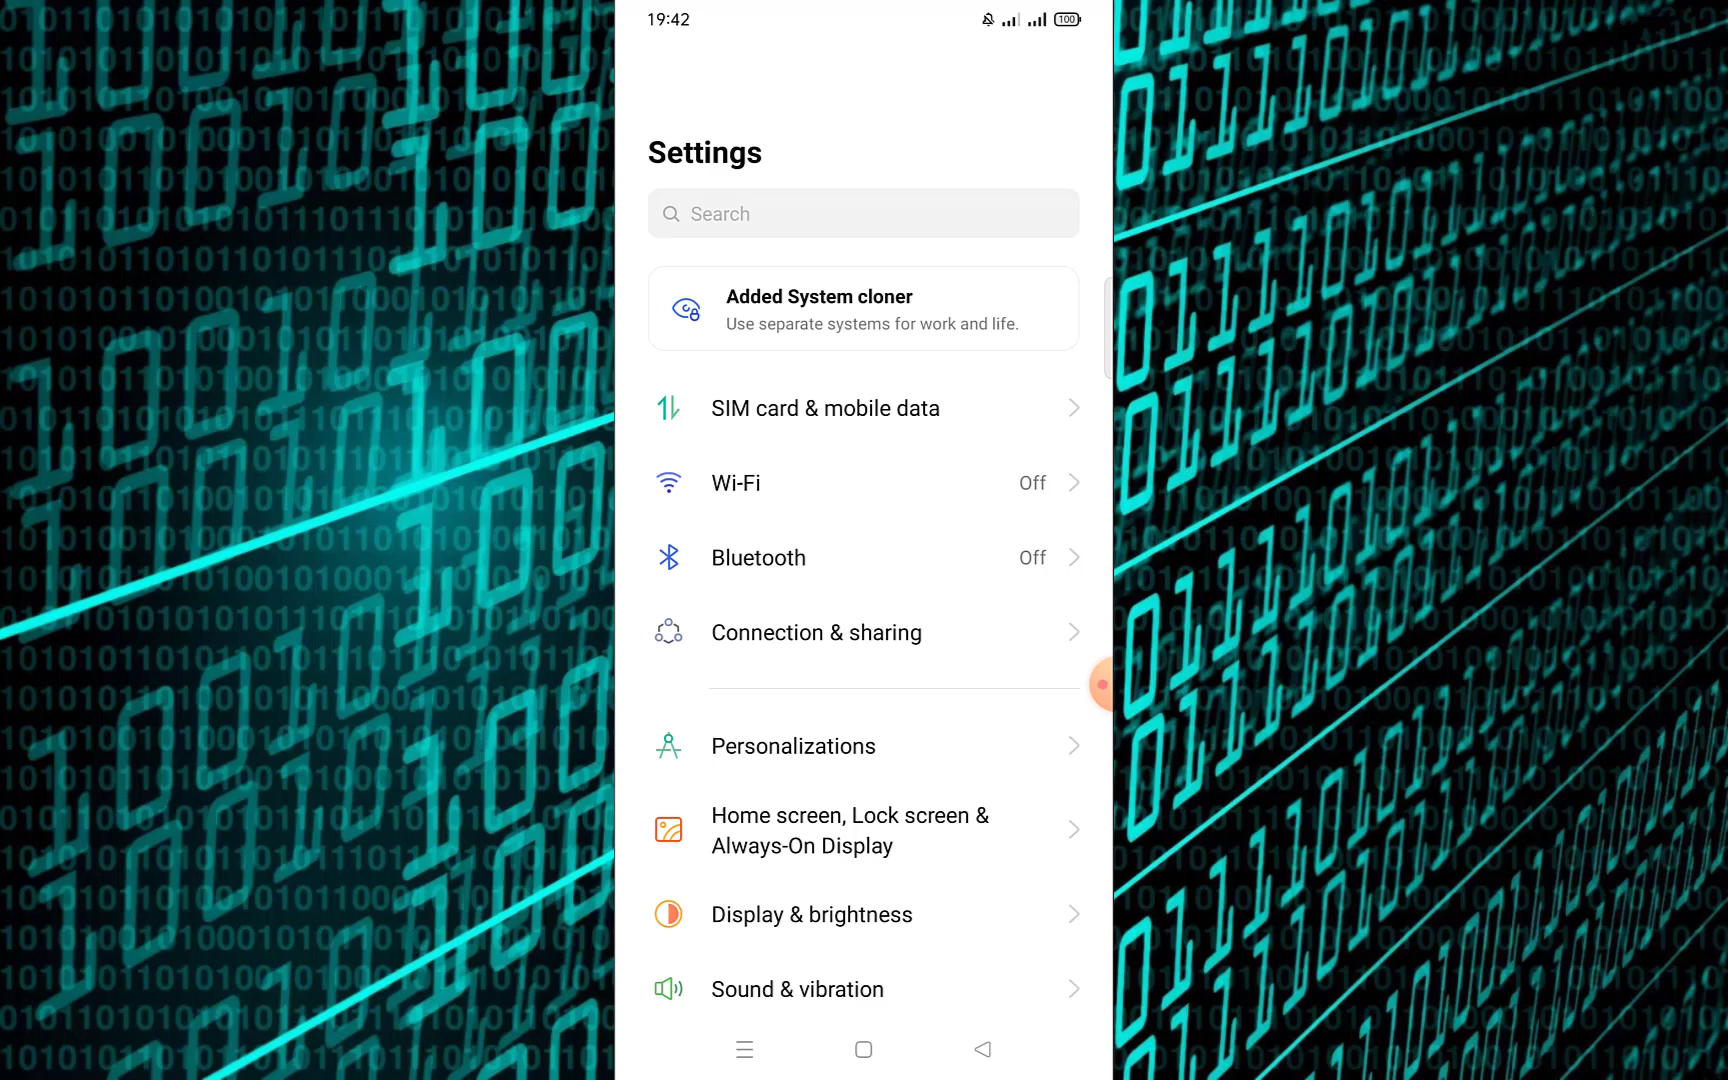 19:42
100
Settings
Search
Added System cloner
Use separate systems for work and life.
SIM card & mobile data
Wi-Fi
Off
Bluetooth
Off
Connection & sharing
Personalizations
Home screen, Lock screen &
Always-On Display
Display & brightness
Sound & vibration